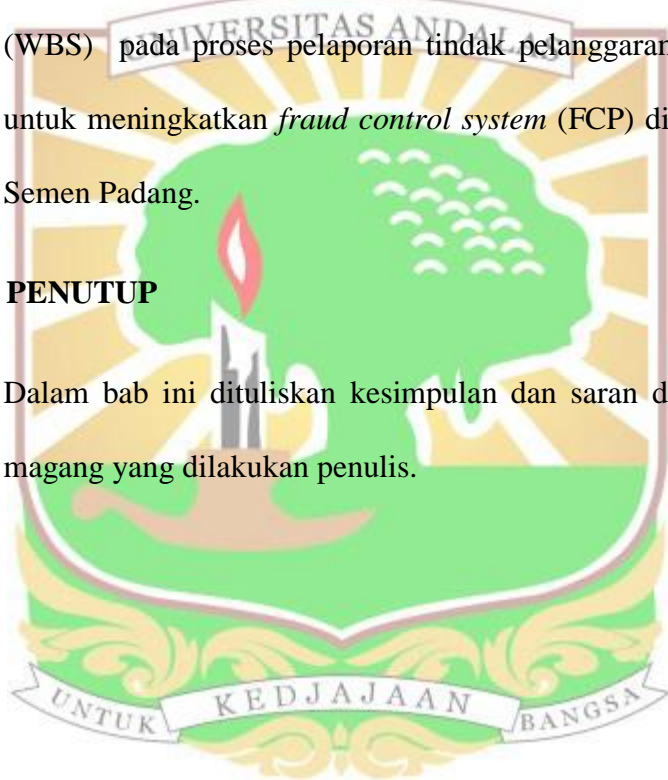 UNIVERSITAS ANDALAS
(WBS) pada proses pelaporan tindak pelanggaran
untuk meningkatkan fraud control system (FCP) di
Semen Padang.
PENUTUP
Dalam bab ini dituliskan kesimpulan dan saran d
magang yang dilakukan penulis.
UNTUK KEDJAJAAN BANGSA